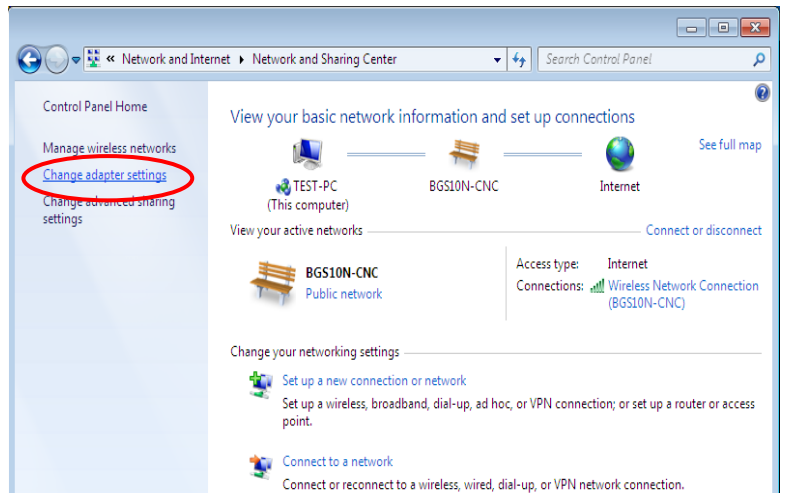 « Network and Internet ▸ Network and Sharing Center
Search Control Panel
Control Panel Home
Manage wireless networks
Change adapter settings
Change advanced sharing
settings
View your basic network information and set up connections
See full map
TEST-PC
(This computer)
BGS10N-CNC
Internet
View your active networks
Connect or disconnect
BGS10N-CNC
Public network
Access type: Internet
Connections: Wireless Network Connection
(BGS10N-CNC)
Change your networking settings
Set up a new connection or network
Set up a wireless, broadband, dial-up, ad hoc, or VPN connection; or set up a router or access
point.
Connect to a network
Connect or reconnect to a wireless, wired, dial-up, or VPN network connection.